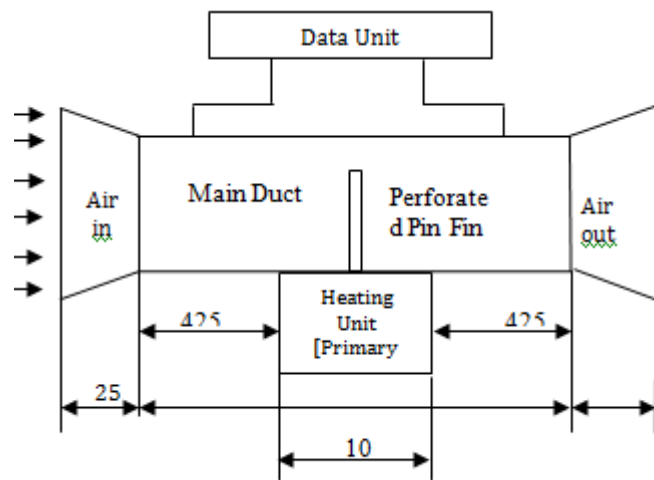 Data Unit
Air
in
Main Duct
Perforate
d Pin Fin
Air
out
Heating
Unit
[Primary
425
425
25
10